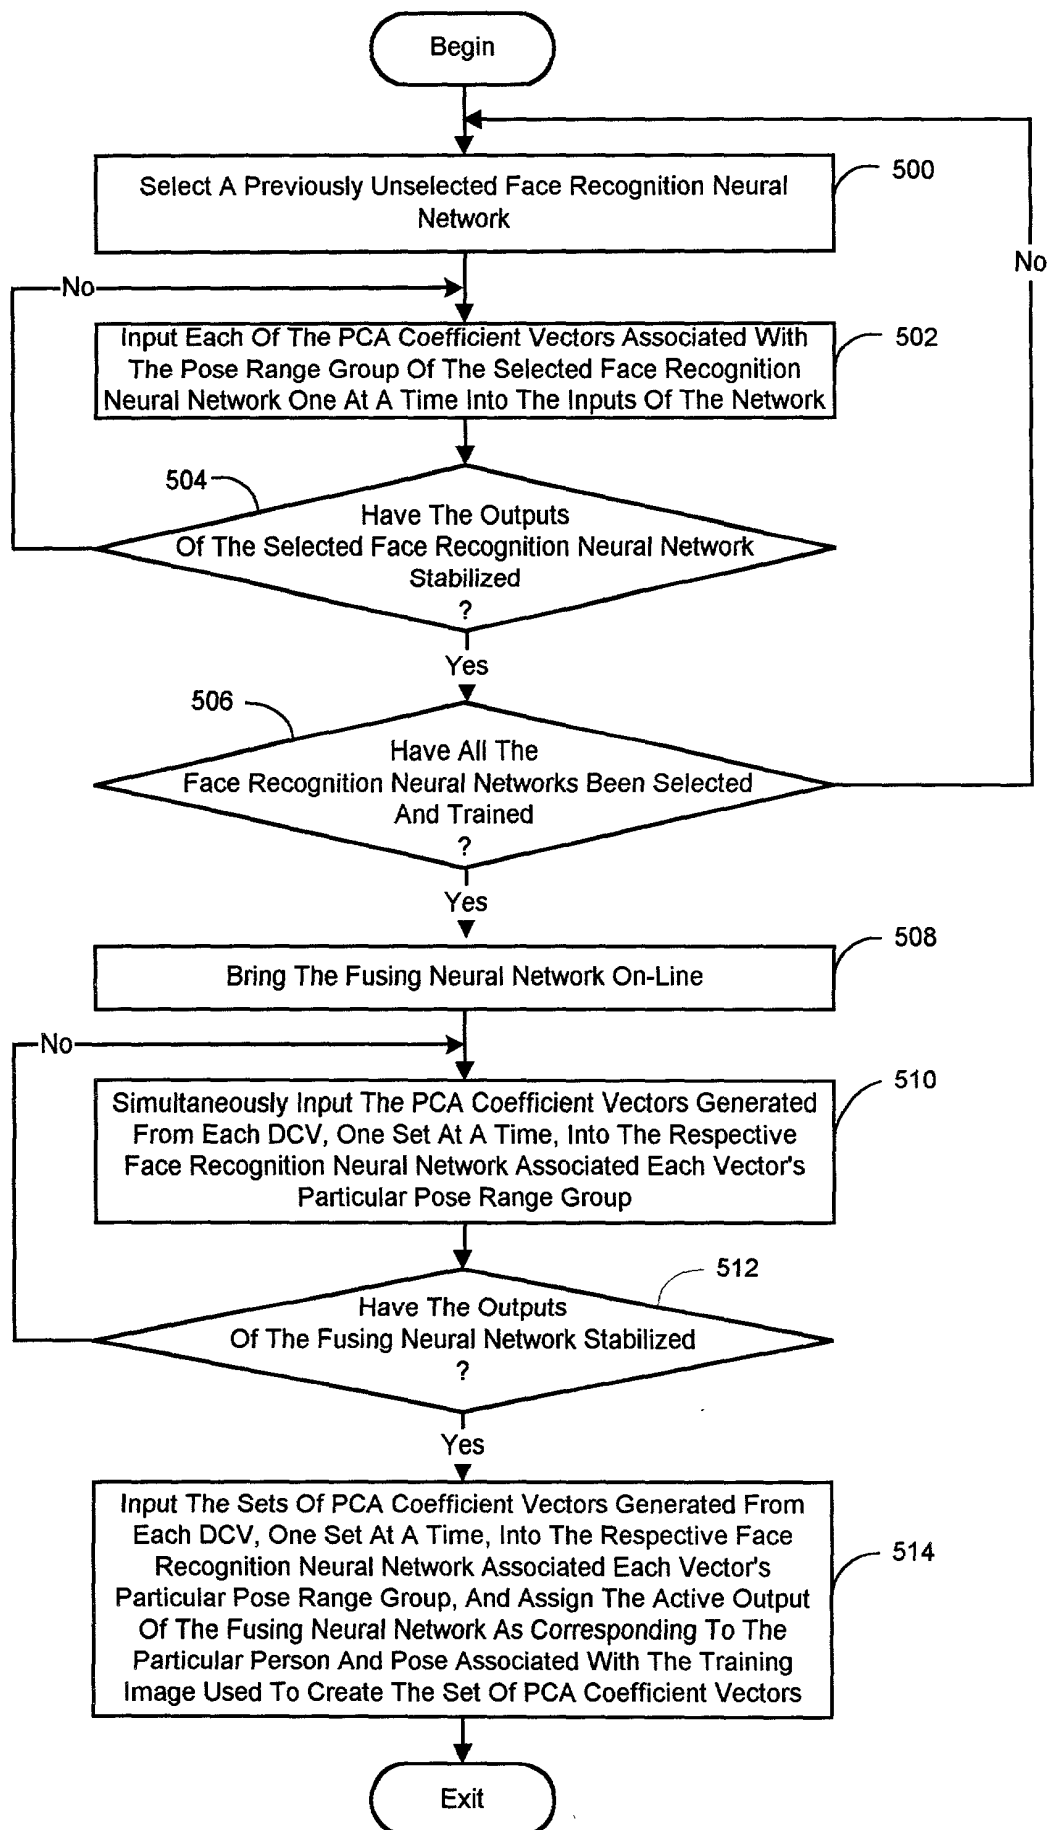 Begin
500
Select A Previously Unselected Face Recognition Neural
Network
No
No
502
Input Each Of The PCA Coefficient Vectors Associated With
The Pose Range Group Of The Selected Face Recognition
Neural Network One At A Time Into The Inputs Of The Network
504
Have The Outputs
Of The Selected Face Recognition Neural Network
Stabilized
?
Yes
506
Have All The
Face Recognition Neural Networks Been Selected
And Trained
?
Yes
508
Bring The Fusing Neural Network On-Line
No
510
Simultaneously Input The PCA Coefficient Vectors Generated
From Each DCV, One Set At A Time, Into The Respective
Face Recognition Neural Network Associated Each Vector's
Particular Pose Range Group
512
Have The Outputs
Of The Fusing Neural Network Stabilized
?
Yes
Input The Sets Of PCA Coefficient Vectors Generated From
Each DCV, One Set At A Time, Into The Respective Face
Recognition Neural Network Associated Each Vector's
Particular Pose Range Group, And Assign The Active Output
Of The Fusing Neural Network As Corresponding To The
Particular Person And Pose Associated With The Training
Image Used To Create The Set Of PCA Coefficient Vectors
514
Exit